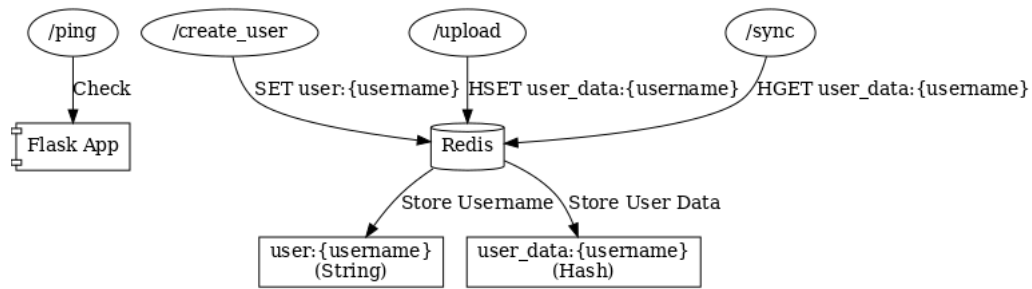 /ping
/create_user
/upload
/sync
Check
SET user:{username}
HSET user_data:{username}
HGET user_data:{username}
Flask App
Redis
Store Username
Store User Data
user:{username}
(String)
user_data:{username}
(Hash)